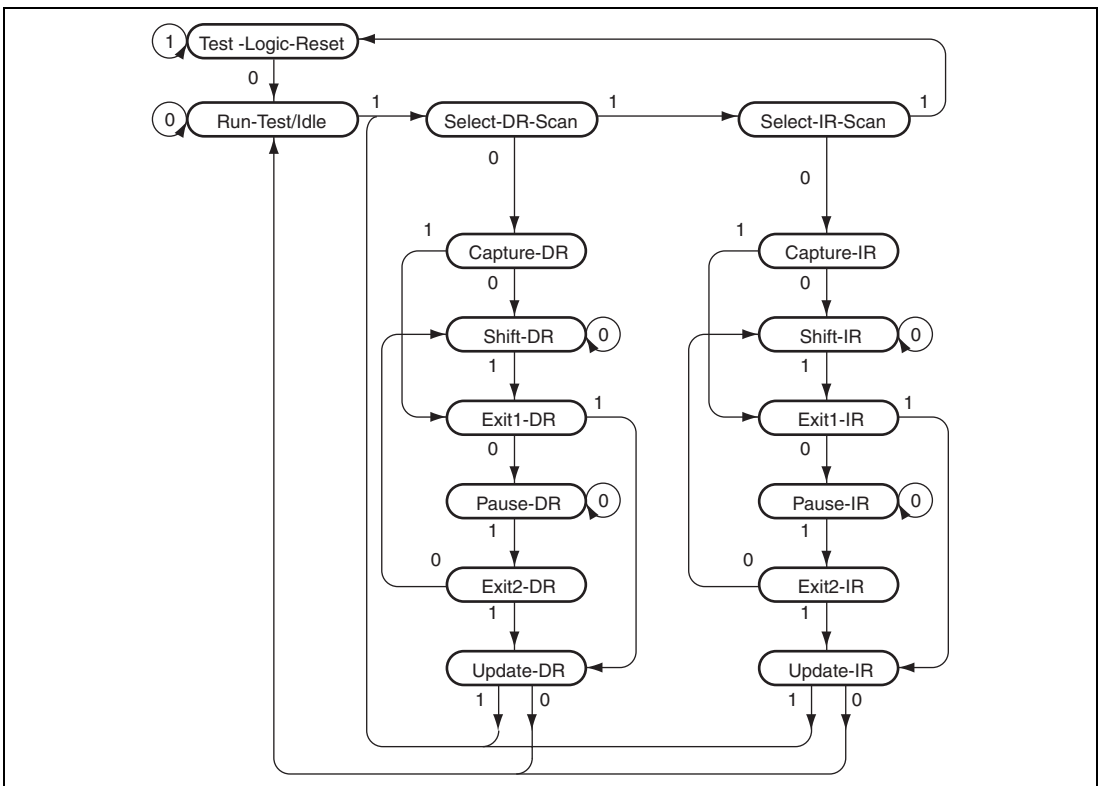 1 Test -Logic-Reset
0
0 Run-Test/Idle 1 Select-DR-Scan 1 Select-IR-Scan 1
0 0
1 Capture-DR 1 Capture-IR
0 0
Shift-DR 0 Shift-IR 0
1 1
Exit1-DR 1 Exit1-IR 1
0 0
Pause-DR 0 Pause-IR 0
1 1
0 Exit2-DR 0 Exit2-IR
1 1
Update-DR Update-IR
1 0 1 0